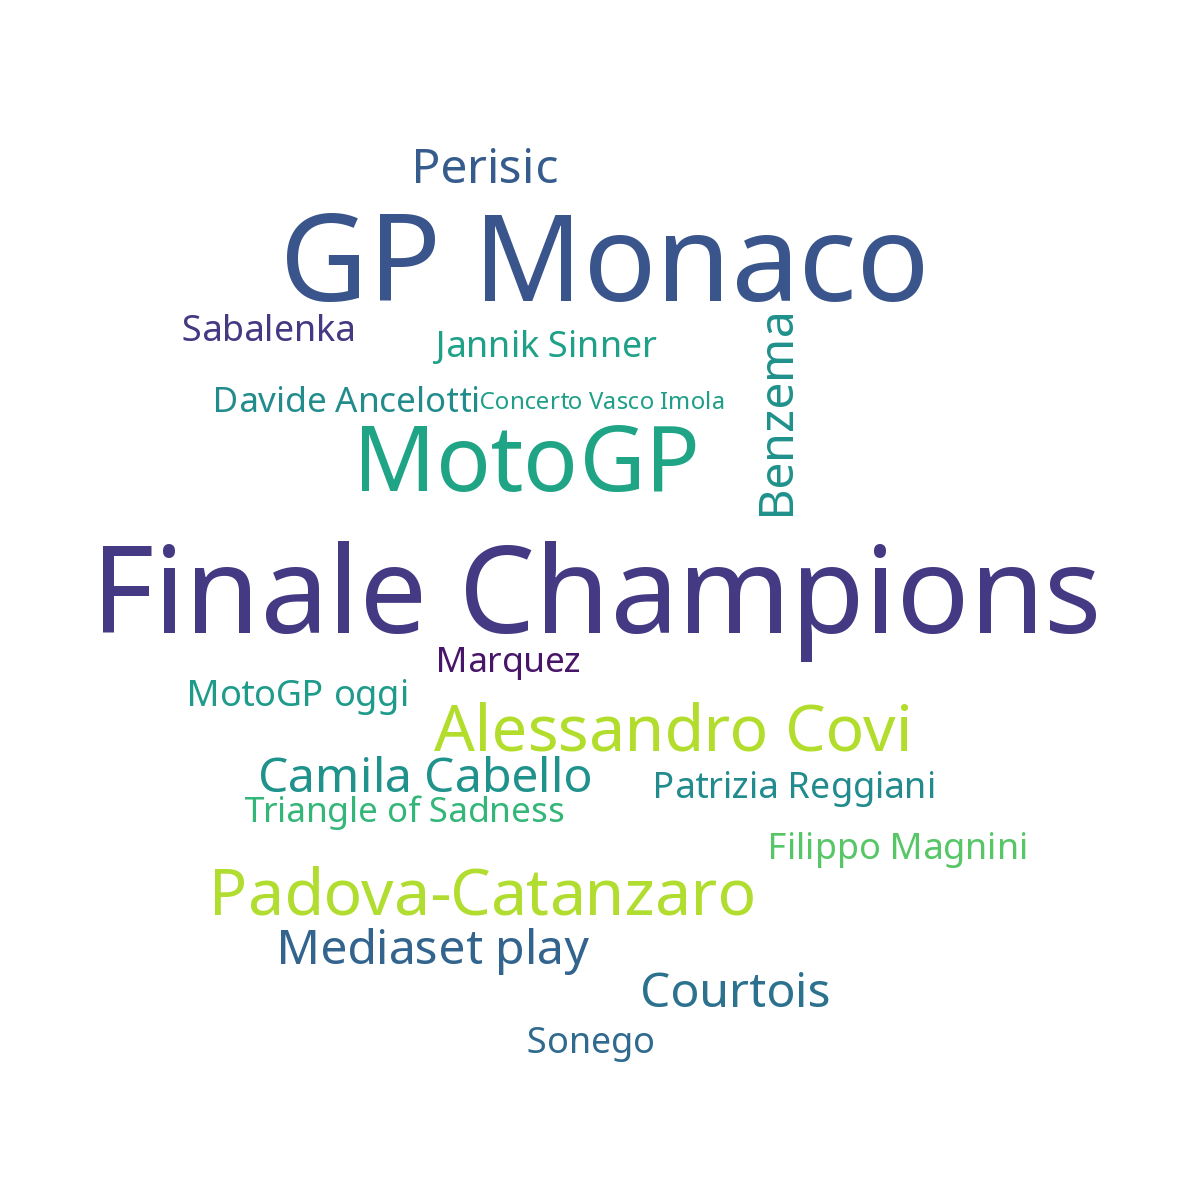 Perisic
GP Monaco
Sabalenka
Jannik Sinner
Benzema
Davide Ancelotti
Concerto Vasco Imola
MotoGP
Finale Champions
Marquez
MotoGP oggi
Alessandro Covi
Camila Cabello
Patrizia Reggiani
Triangle of Sadness
Filippo Magnini
Padova-Catanzaro
Mediaset play
Courtois
Sonego